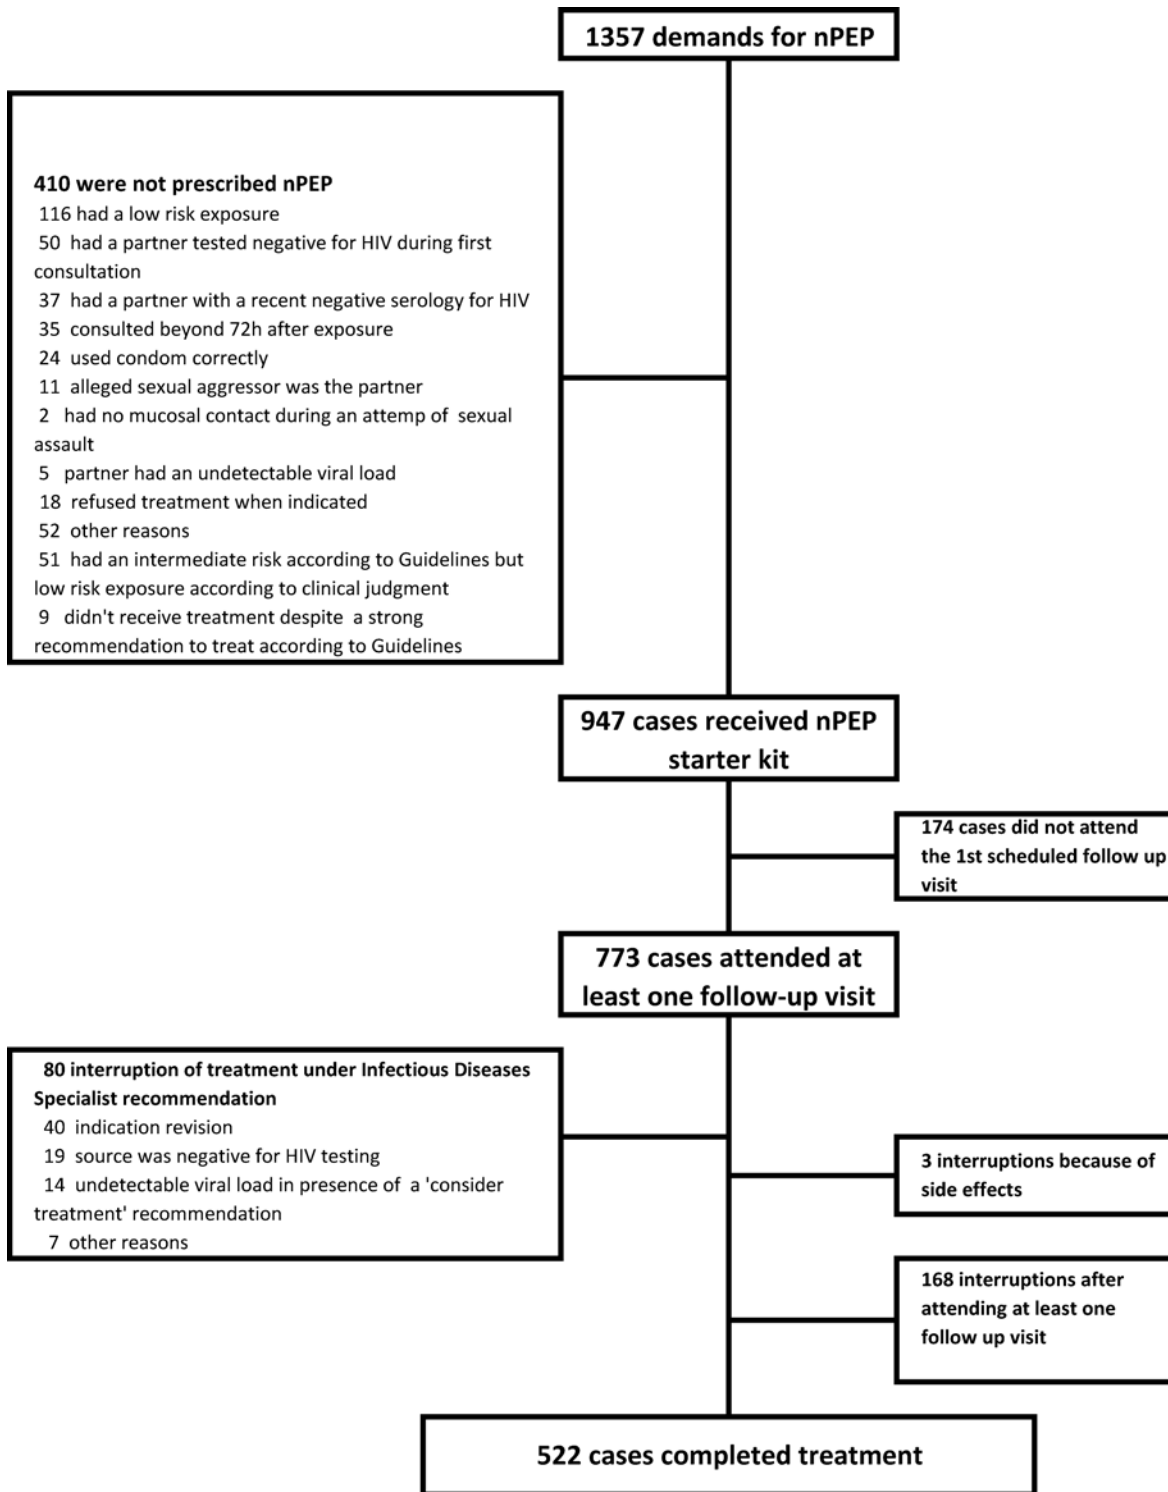 1357 demands for nPEP
410 were not prescribed nPEP
116 had a low risk exposure
50 had a partner tested negative for HIV during first
consultation
37 had a partner with a recent negative serology for HIV
35 consulted beyond 72h after exposure
24 used condom correctly
11 alleged sexual aggressor was the partner
2 had no mucosal contact during an attemp of sexual
assault
5 partner had an undetectable viral load
18 refused treatment when indicated
52 other reasons
51 had an intermediate risk according to Guidelines but
low risk exposure according to clinical judgment
9 didn't receive treatment despite a strong
recommendation to treat according to Guidelines
947 cases received nPEP
starter kit
174 cases did not attend
the 1st scheduled follow up
visit
773 cases attended at
least one follow-up visit
80 interruption of treatment under Infectious Diseases
Specialist recommendation
40 indication revision
19 source was negative for HIV testing
14 undetectable viral load in presence of a 'consider
treatment' recommendation
7 other reasons
3 interruptions because of
side effects
168 interruptions after
attending at least one
follow up visit
522 cases completed treatment